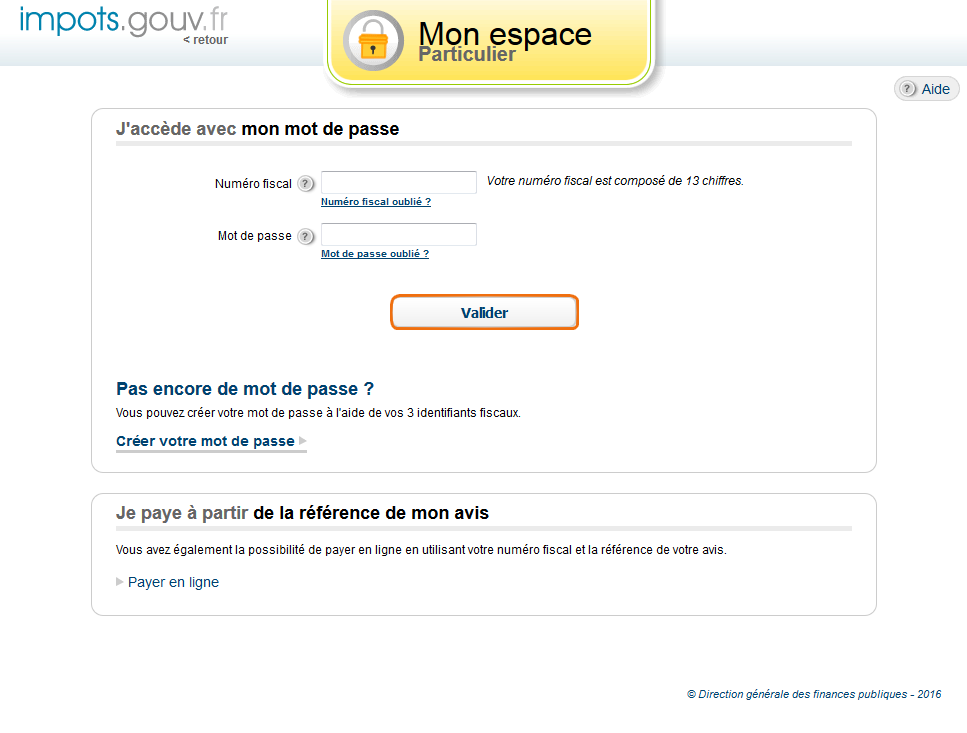 impots.gouv.fr
< retour
Mon espace
Particulier
? Aide
J'accède avec mon mot de passe
Numéro fiscal ? Votre numéro fiscal est composé de 13 chiffres.
Numéro fiscal oublié ?
Mot de passe ?
Mot de passe oublié ?
Valider
Pas encore de mot de passe ?
Vous pouvez créer votre mot de passe à l'aide de vos 3 identifiants fiscaux.
Créer votre mot de passe
Je paye à partir de la référence de mon avis
Vous avez également la possibilité de payer en ligne en utilisant votre numéro fiscal et la référence de votre avis.
Payer en ligne
© Direction générale des finances publiques - 2016